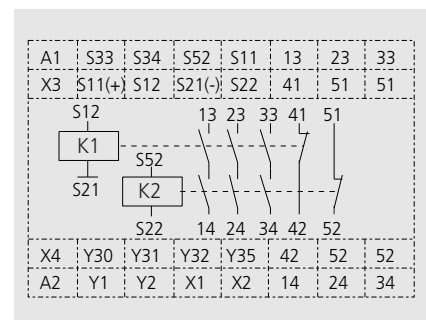 A1 S33 S34 S52 S11 13 23 33
X3 S11(+) S12 S21(-) S22 41 51 51
S12 13 23 33 41 51
K1
S52
S21 K2
S22 14 24 34 42 52
X4 Y30 Y31 Y32 Y35 42 52 52
A2 Y1 Y2 X1 X2 14 24 34